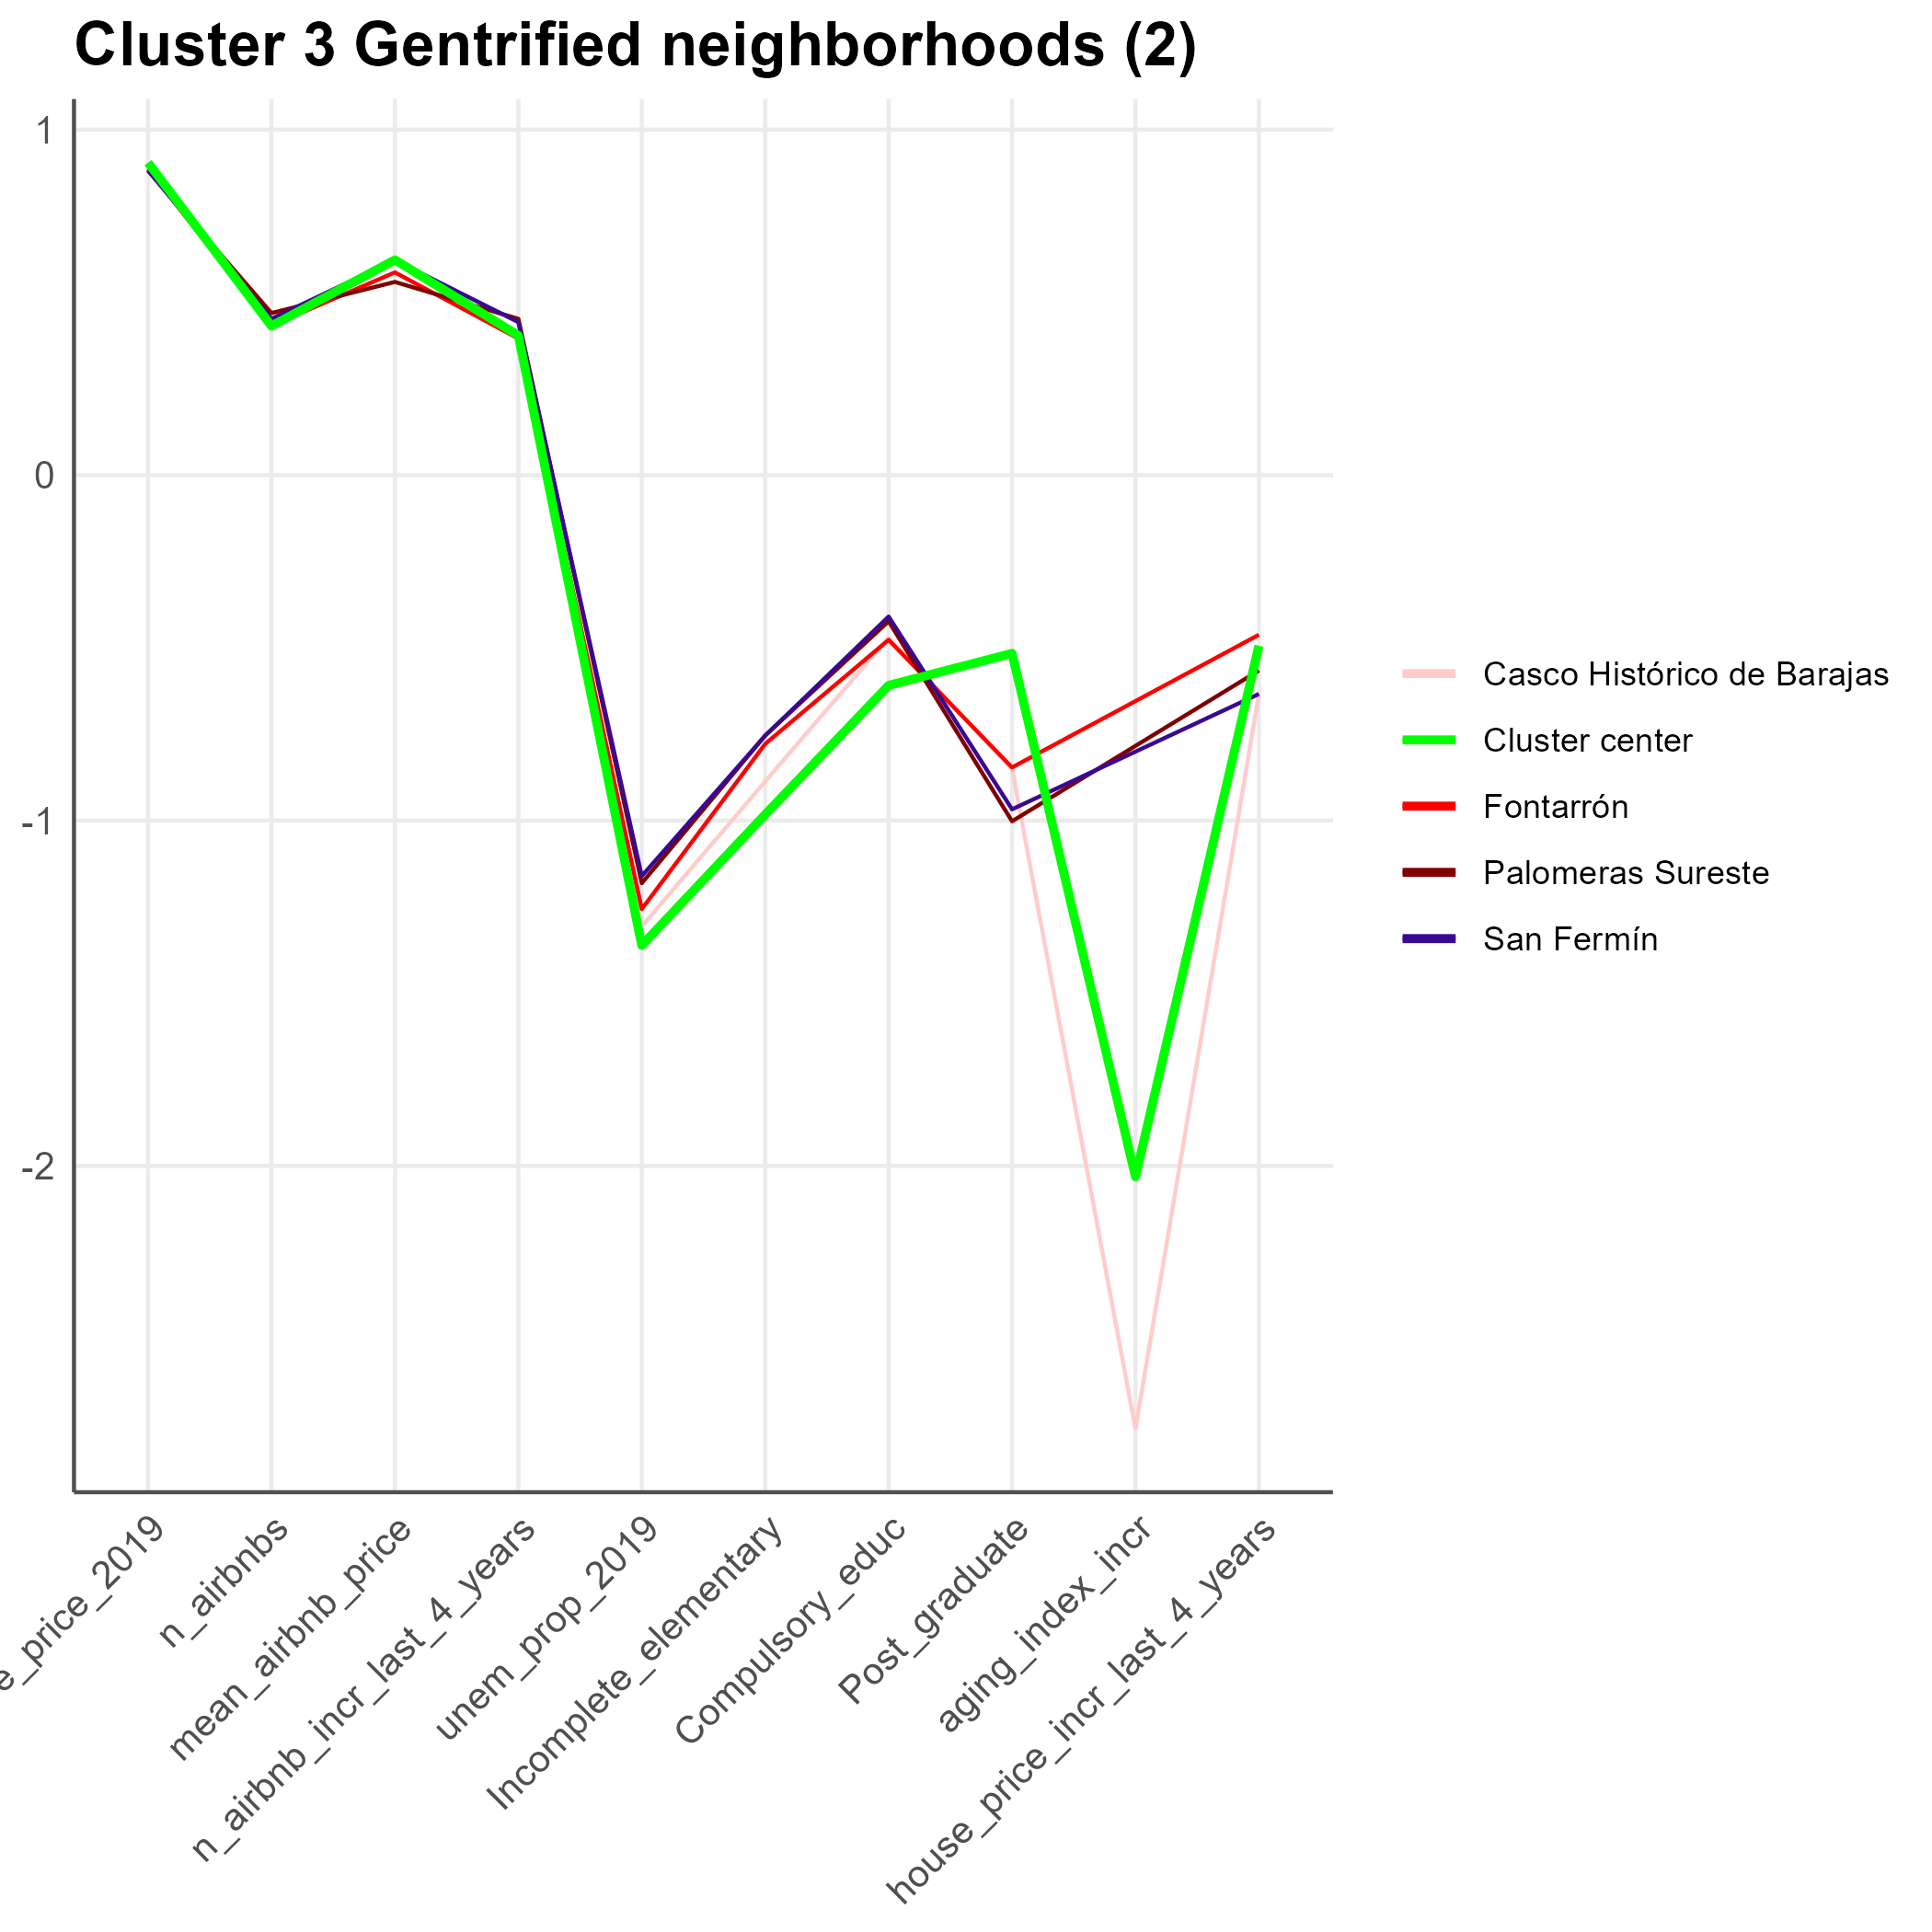 Cluster 3 Gentrified neighborhoods (2)
1
0
-1
-2
e_price_2019
n_airbnbs
mean_airbnb_price
n_airbnb_incr_last_4_years
unem_prop_2019
Incomplete_elementary
Compulsory_educ
Post_graduate
aging_index_incr
house_price_incr_last_4_years
Casco Histórico de Barajas
Cluster center
Fontarrón
Palomeras Sureste
San Fermín